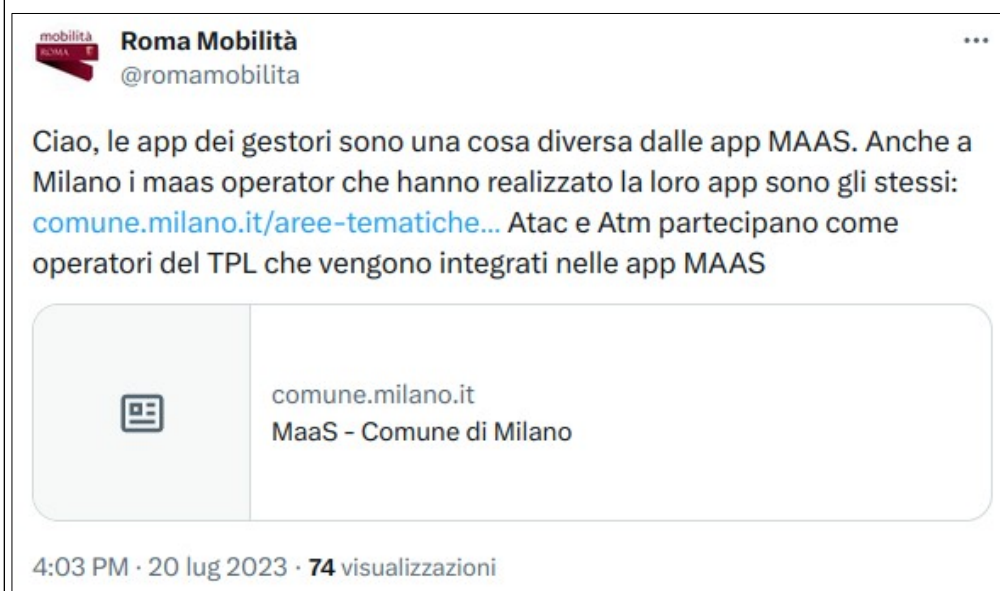 mobilità
ROMA
Roma Mobilità
@romamobilita
Ciao, le app dei gestori sono una cosa diversa dalle app MAAS. Anche a
Milano i maas operator che hanno realizzato la loro app sono gli stessi:
comune.milano.it/aree-tematiche... Atac e Atm partecipano come
operatori del TPL che vengono integrati nelle app MAAS
comune.milano.it
MaaS - Comune di Milano
4:03 PM · 20 lug 2023 · 74 visualizzazioni